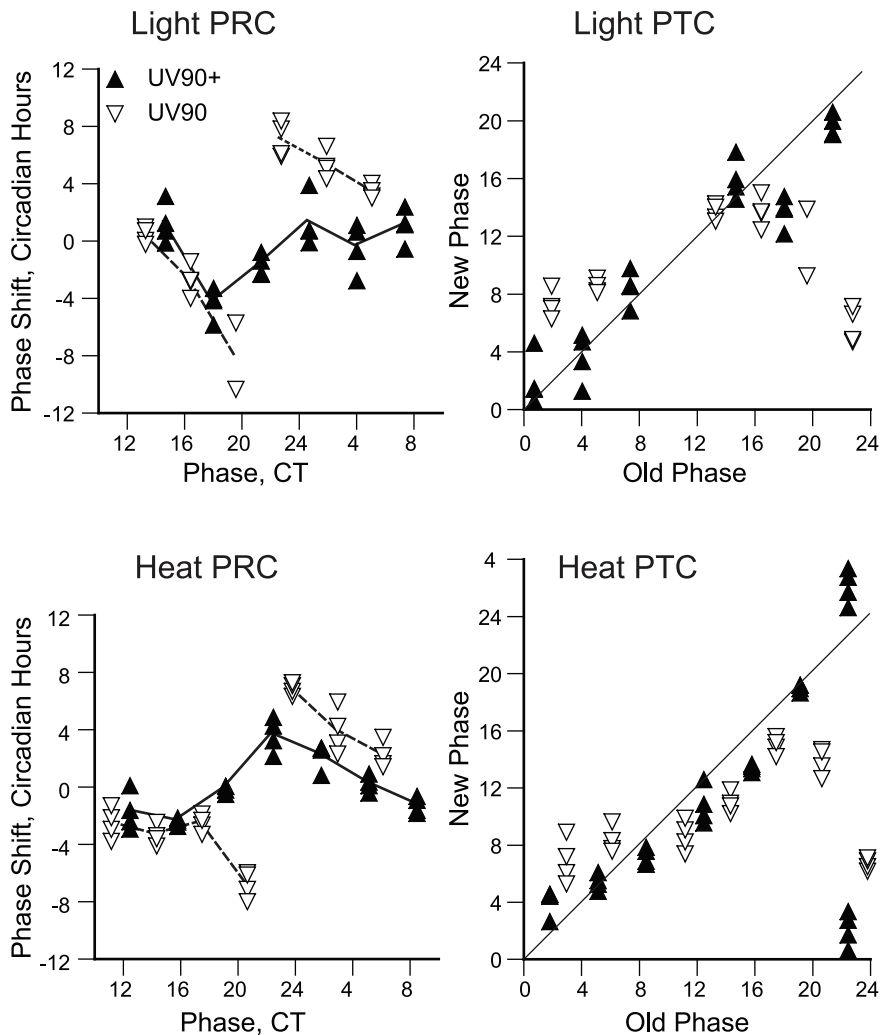 Light PRC
12
8
4
0
-4
-8
-12
UV90+
UV90
Phase Shift, Circadian Hours
12 16 20 24 4 8
Phase, CT
Light PTC
24
20
16
12
8
4
0
New Phase
0 4 8 12 16 20 24
Old Phase
Heat PRC
12
8
4
0
-4
-8
-12
Phase Shift, Circadian Hours
12 16 20 24 4 8
Phase, CT
Heat PTC
4
24
20
16
12
8
4
0
New Phase
0 4 8 12 16 20 24
Old Phase